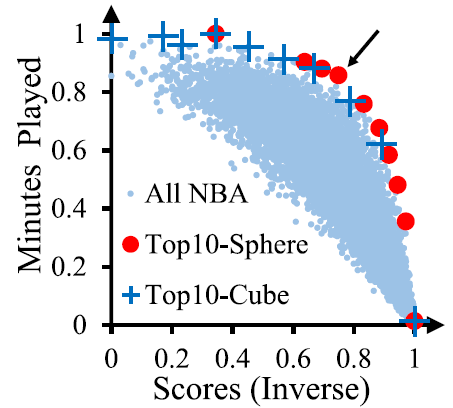 Minutes Played
1
0.8
0.6
0.4
0.2
0
All NBA
Top10-Sphere
Top10-Cube
0 0.2 0.4 0.6 0.8 1
Scores (Inverse)